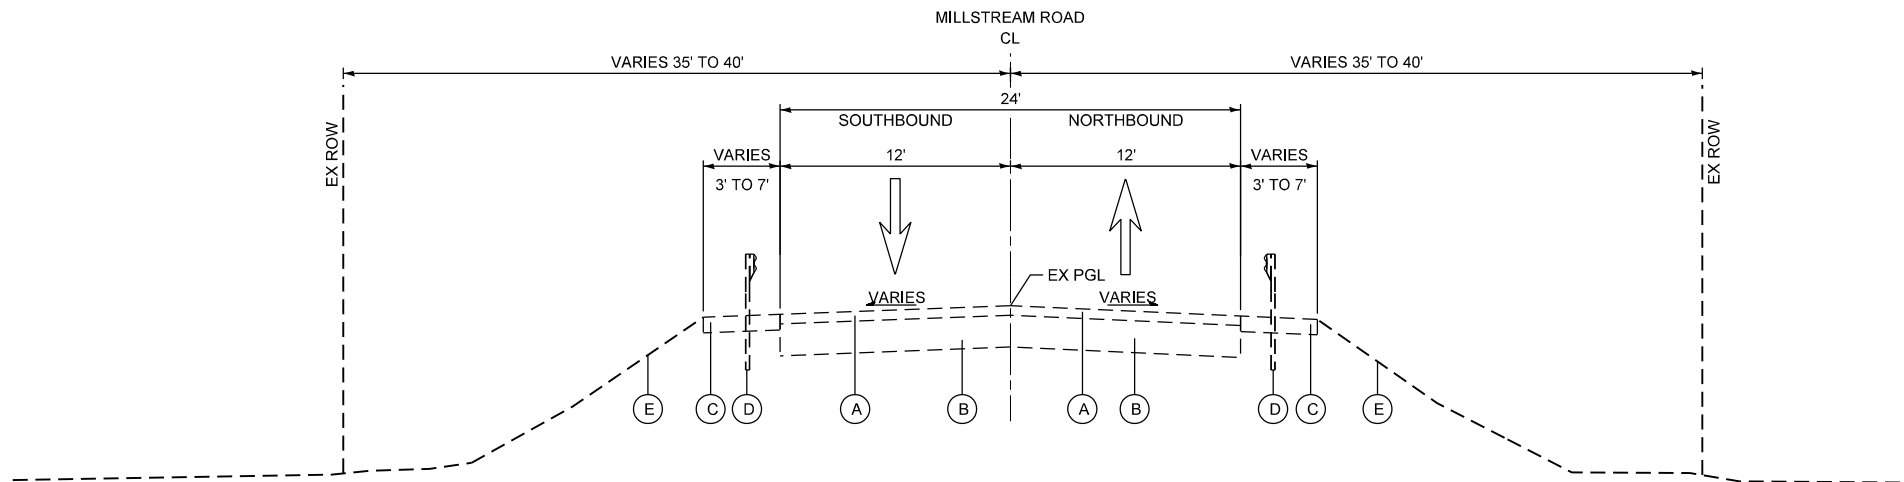 MILLSTREAM ROAD
CL
VARIES 35' TO 40'
VARIES 35' TO 40'
24'
SOUTHBOUND
NORTHBOUND
EX ROW
EX ROW
VARIES
3' TO 7'
12'
12'
VARIES
3' TO 7'
EX PGL
VARIES
VARIES
E
C
D
A
B
A
B
D
C
E